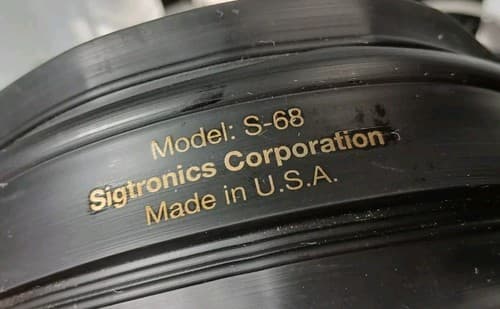 Model: S-68
Sigtronics Corporation
Made in U.S.A.